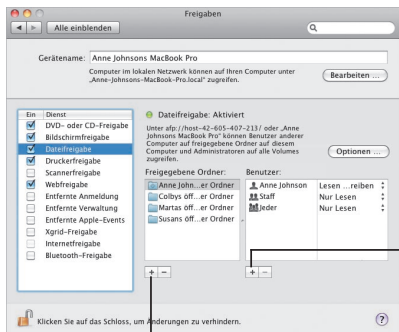 Freigaben
Alle einblenden
Gerätename: Anne Johnsons MacBook Pro
Computer im lokalen Netzwerk können auf Ihren Computer unter
„Anne-Johnsons-MacBook-Pro.local“ zugreifen.
Bearbeiten ...
Ein Dienst
DVD- oder CD-Freigabe
Bildschirmfreigabe
Dateifreigabe
Druckerfreigabe
Scannerfreigabe
Webfreigabe
Entfernte Anmeldung
Entfernte Verwaltung
Entfernte Apple-Events
Xgrid-Freigabe
Internetfreigabe
Bluetooth-Freigabe
Dateifreigabe: Aktiviert
Unter afp://host-42-605-407-213/ oder „Anne
Johnsons MacBook Pro“ können Benutzer anderer
Computer auf freigegebene Ordner auf diesem
Computer und Administratoren auf alle Volumes
zugreifen.
Optionen ...
Freigegebene Ordner:
Anne John...er Ordner
Colbys öff...er Ordner
Martas öff...er Ordner
Susans öff...er Ordner
+ −
Benutzer:
Anne Johnson Lesen ...reiben
Staff Nur Lesen
Jeder Nur Lesen
+ −
Klicken Sie auf das Schloss, um Änderungen zu verhindern.
?